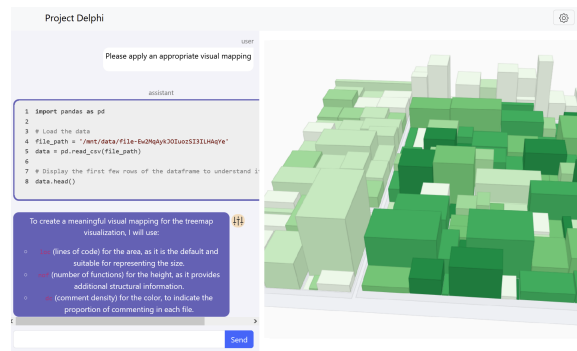 Project Delphi
user
Please apply an appropriate visual mapping
assistant
1 import pandas as pd
2
3 # Load the data
4 file_path = '/mnt/data/file-Ew2MqAykJOIuozSI3ILHAqYe'
5 data = pd.read_csv(file_path)
6
7 # Display the first few rows of the dataframe to understand i
8 data.head()
To create a meaningful visual mapping for the treemap
visualization, I will use:
(lines of code) for the area, as it is the default and
suitable for representing the size.
(number of functions) for the height, as it provides
additional structural information.
(comment density) for the color, to indicate the
proportion of commenting in each file.
Send